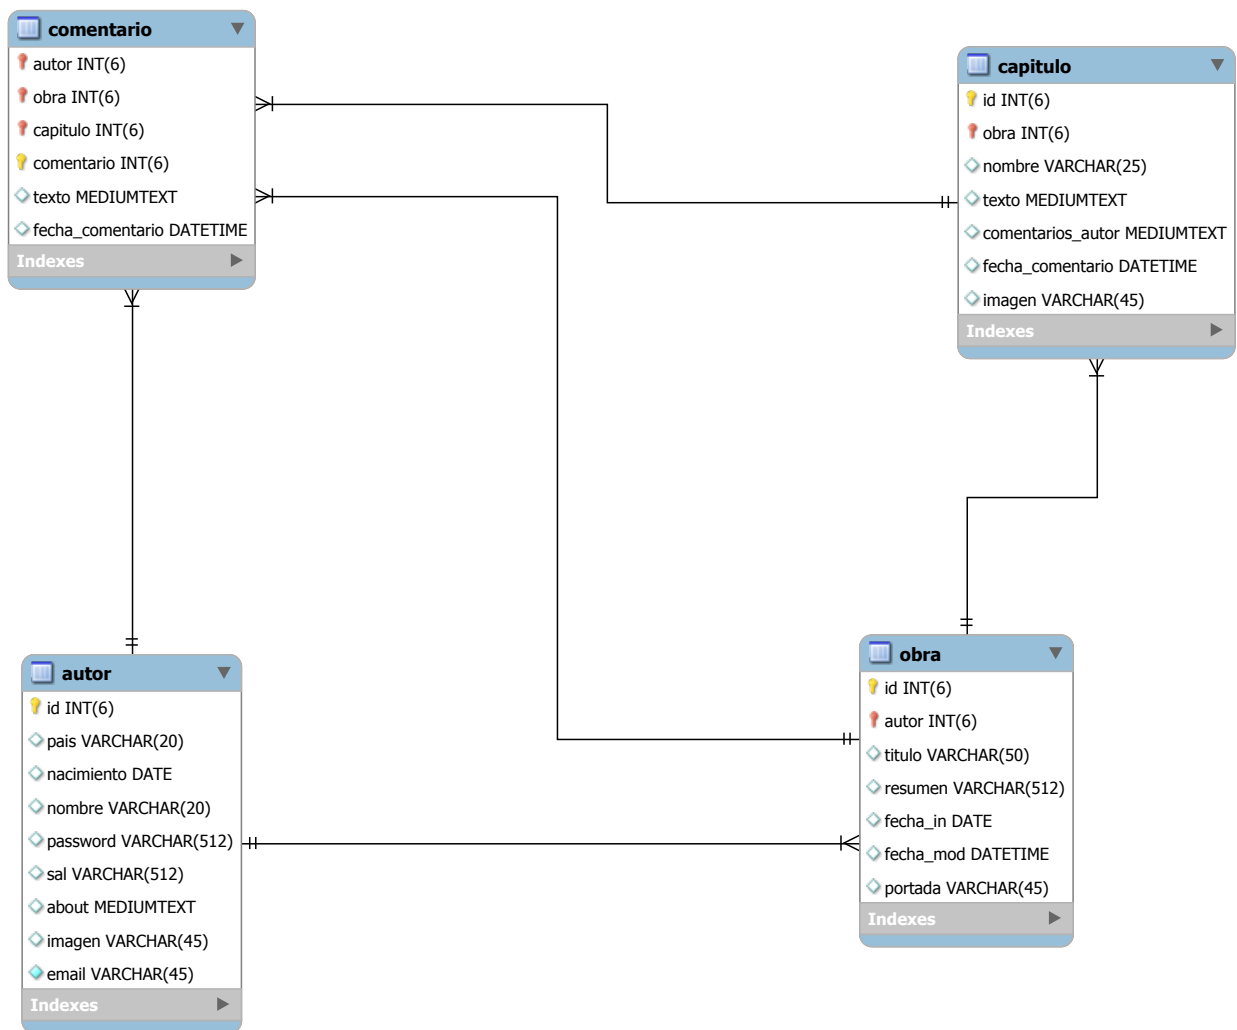 comentario
autor INT(6)
obra INT(6)
capitulo INT(6)
comentario INT(6)
texto MEDIUMTEXT
fecha_comentario DATETIME
Indexes
capitulo
id INT(6)
obra INT(6)
nombre VARCHAR(25)
texto MEDIUMTEXT
comentarios_autor MEDIUMTEXT
fecha_comentario DATETIME
imagen VARCHAR(45)
Indexes
autor
id INT(6)
pais VARCHAR(20)
nacimiento DATE
nombre VARCHAR(20)
password VARCHAR(512)
sal VARCHAR(512)
about MEDIUMTEXT
imagen VARCHAR(45)
email VARCHAR(45)
Indexes
obra
id INT(6)
autor INT(6)
titulo VARCHAR(50)
resumen VARCHAR(512)
fecha_in DATE
fecha_mod DATETIME
portada VARCHAR(45)
Indexes